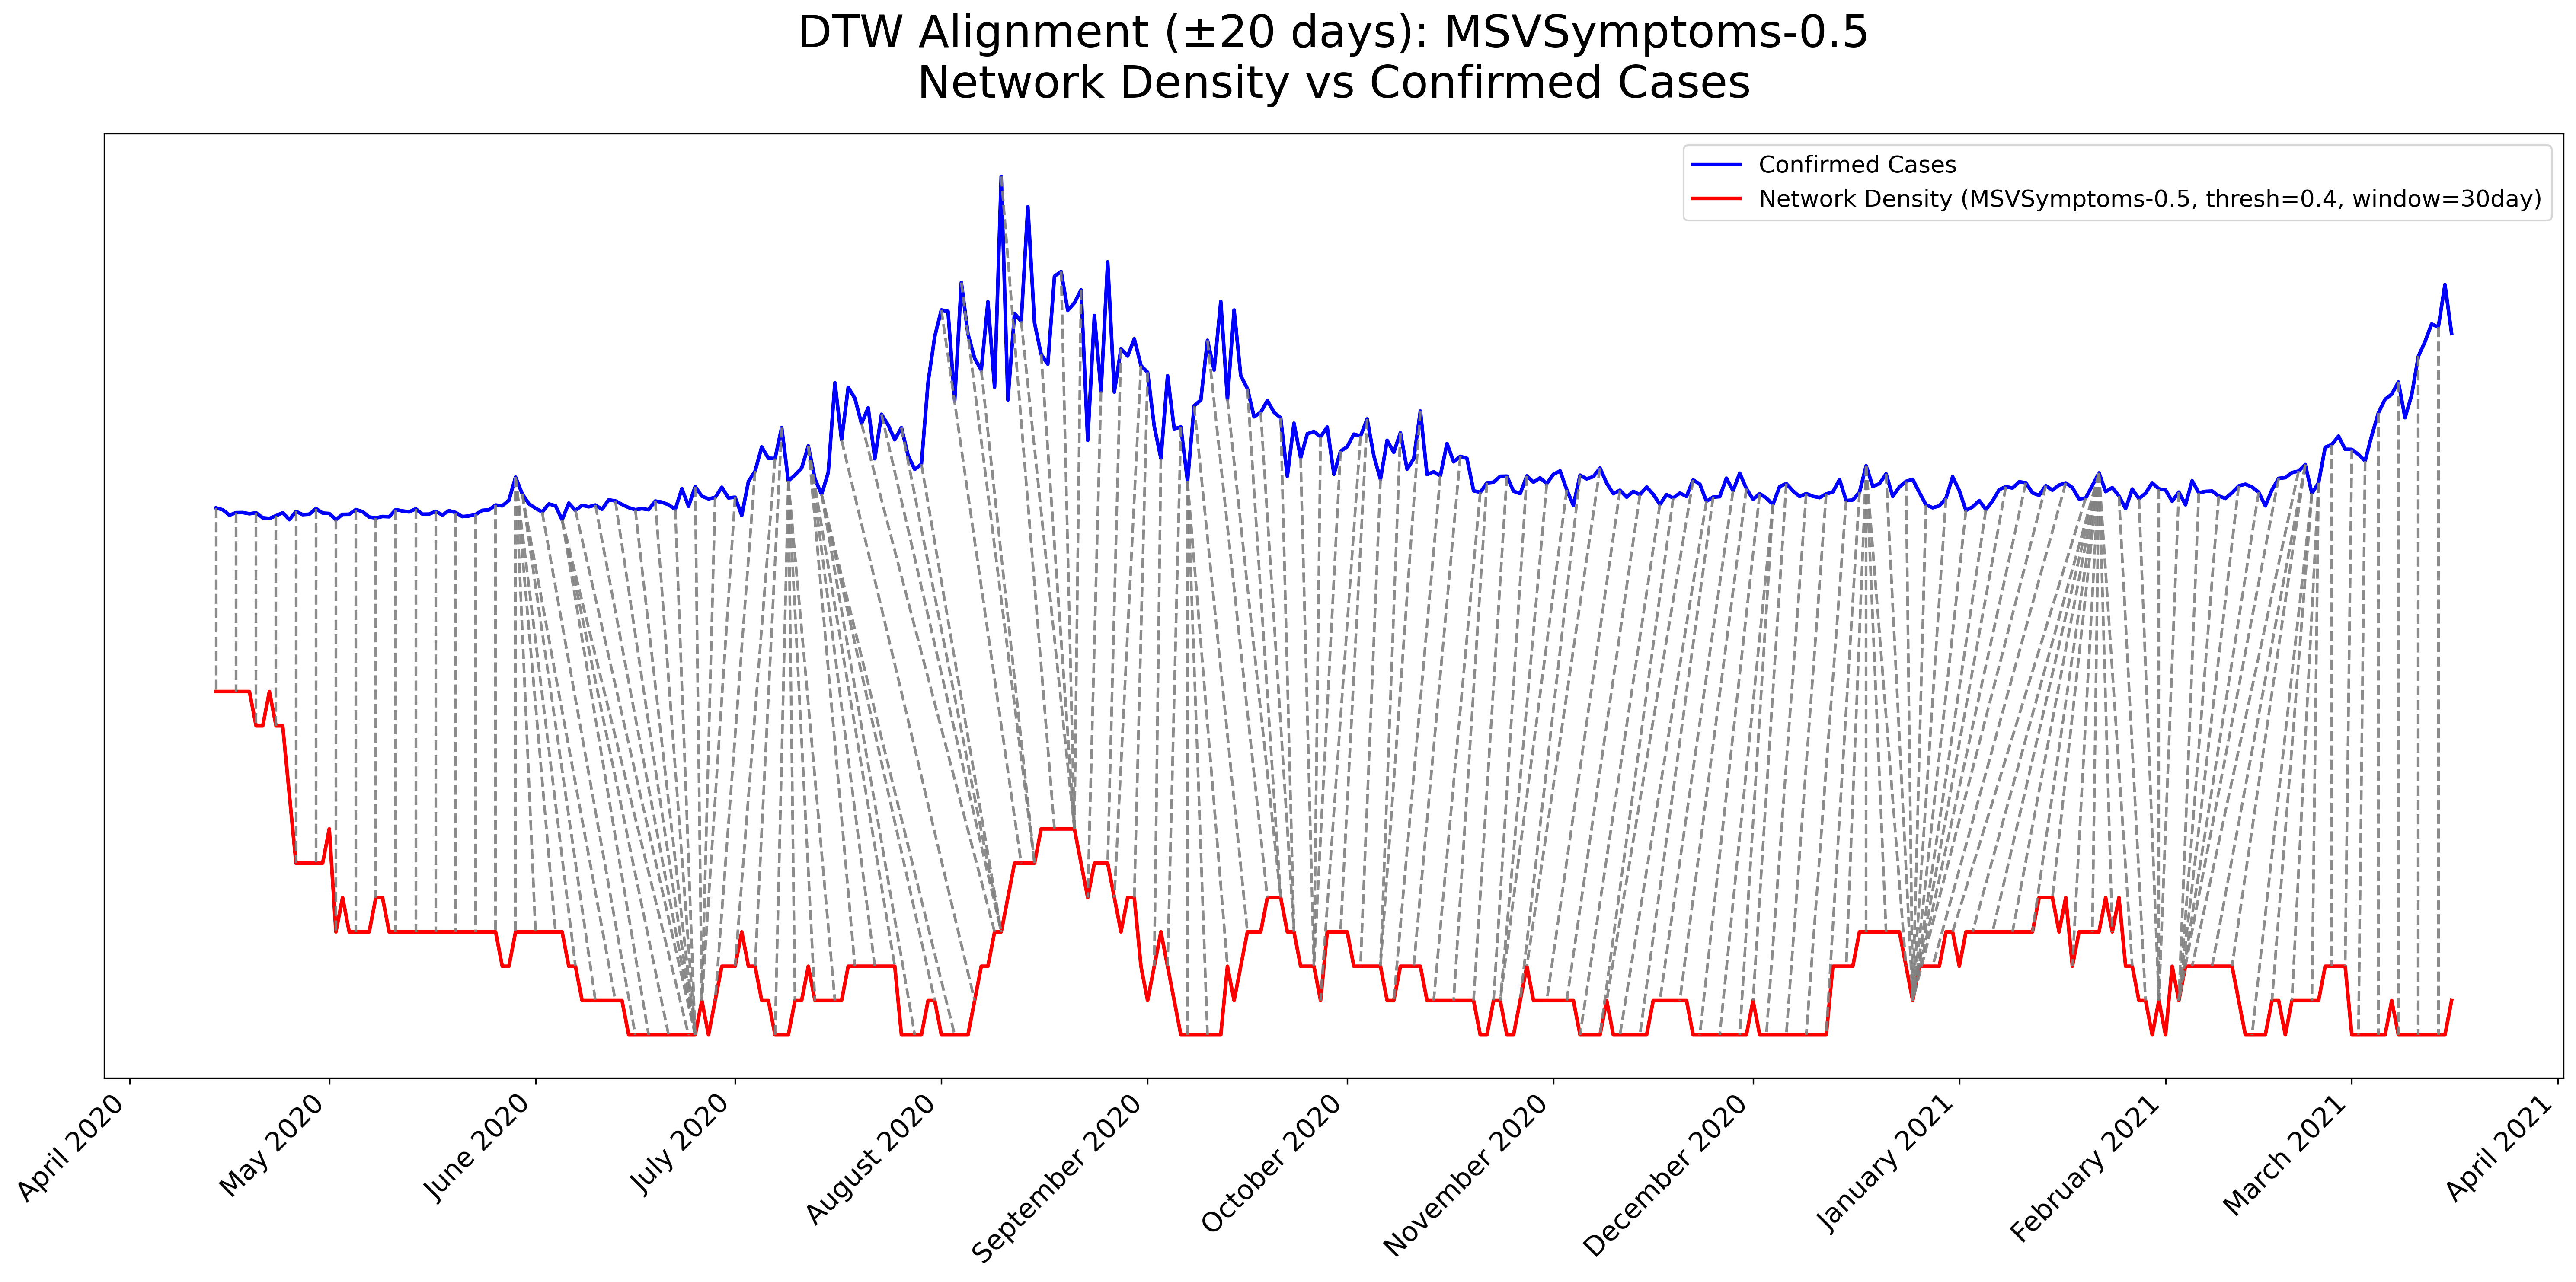 DTW Alignment (±20 days): MSVSymptoms-0.5
Network Density vs Confirmed Cases
Confirmed Cases
Network Density (MSVSymptoms-0.5, thresh=0.4, window=30day)
April 2020
May 2020
June 2020
July 2020
August 2020
September 2020
October 2020
November 2020
December 2020
January 2021
February 2021
March 2021
April 2021